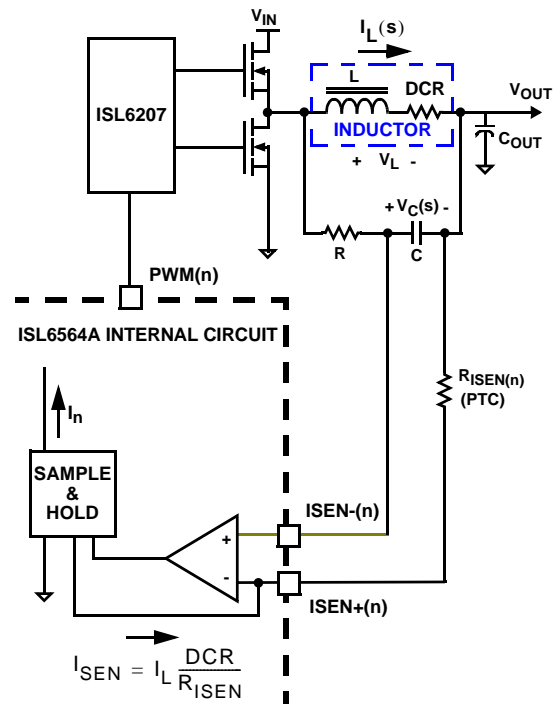 V_IN
I_L(s)
ISL6207
L
DCR
V_OUT
INDUCTOR
C_OUT
+ V_L -
+ V_C(s) -
R
C
PWM(n)
ISL6564A INTERNAL CIRCUIT
R_ISEN(n)
(PTC)
I_n
SAMPLE
&
HOLD
ISEN-(n)
+
-
ISEN+(n)
I_SEN = I_L DCR/R_ISEN